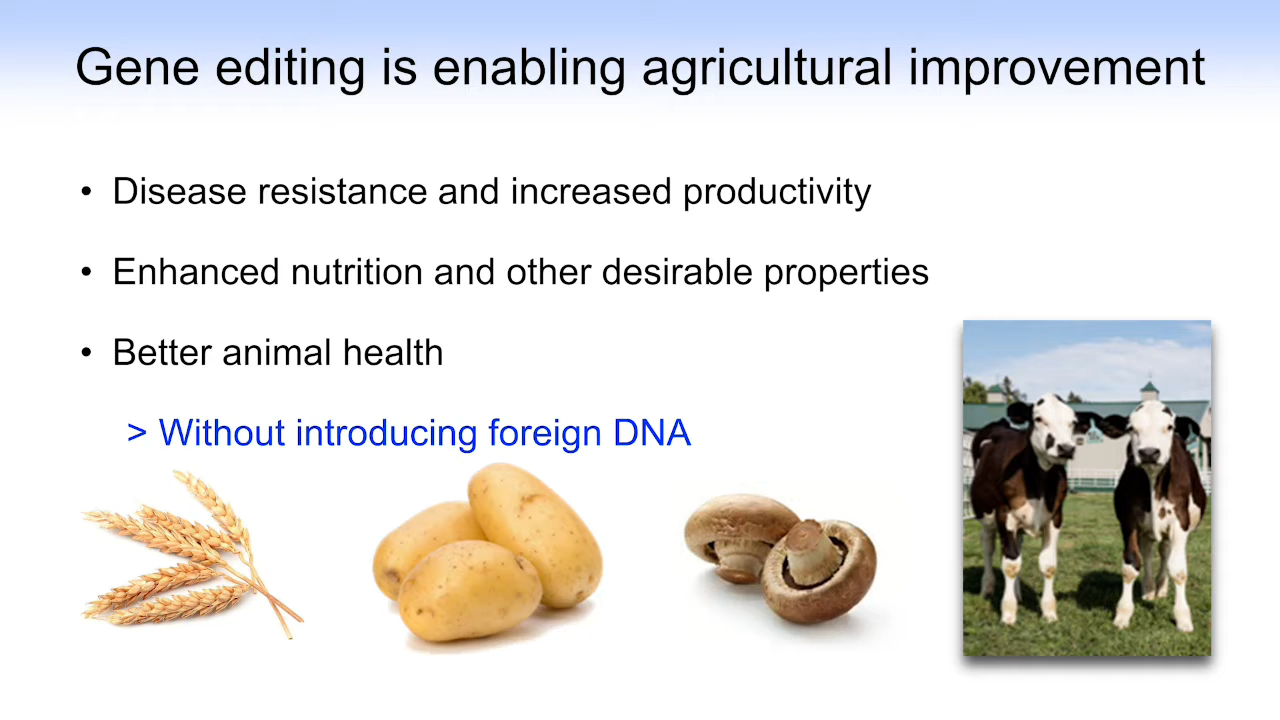 Gene editing is enabling agricultural improvement
• Disease resistance and increased productivity
• Enhanced nutrition and other desirable properties
• Better animal health
> Without introducing foreign DNA